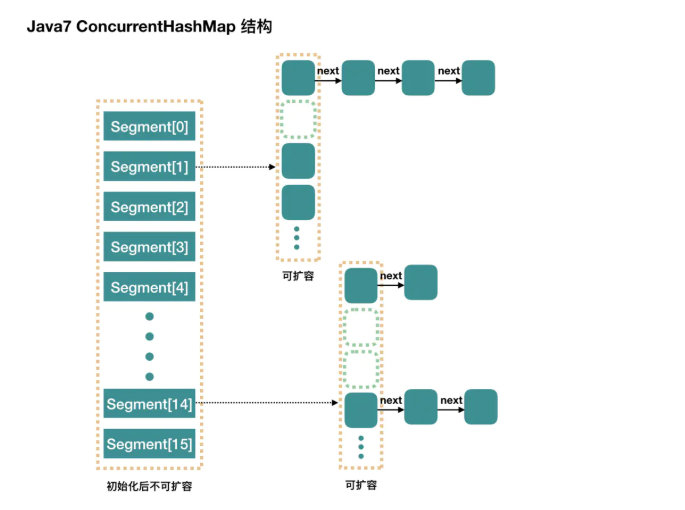 Java7 ConcurrentHashMap 结构
next
next
next
Segment[0]
Segment[1]
Segment[2]
Segment[3]
Segment[4]
可扩容
next
Segment[14]
next
next
Segment[15]
初始化后不可扩容
可扩容